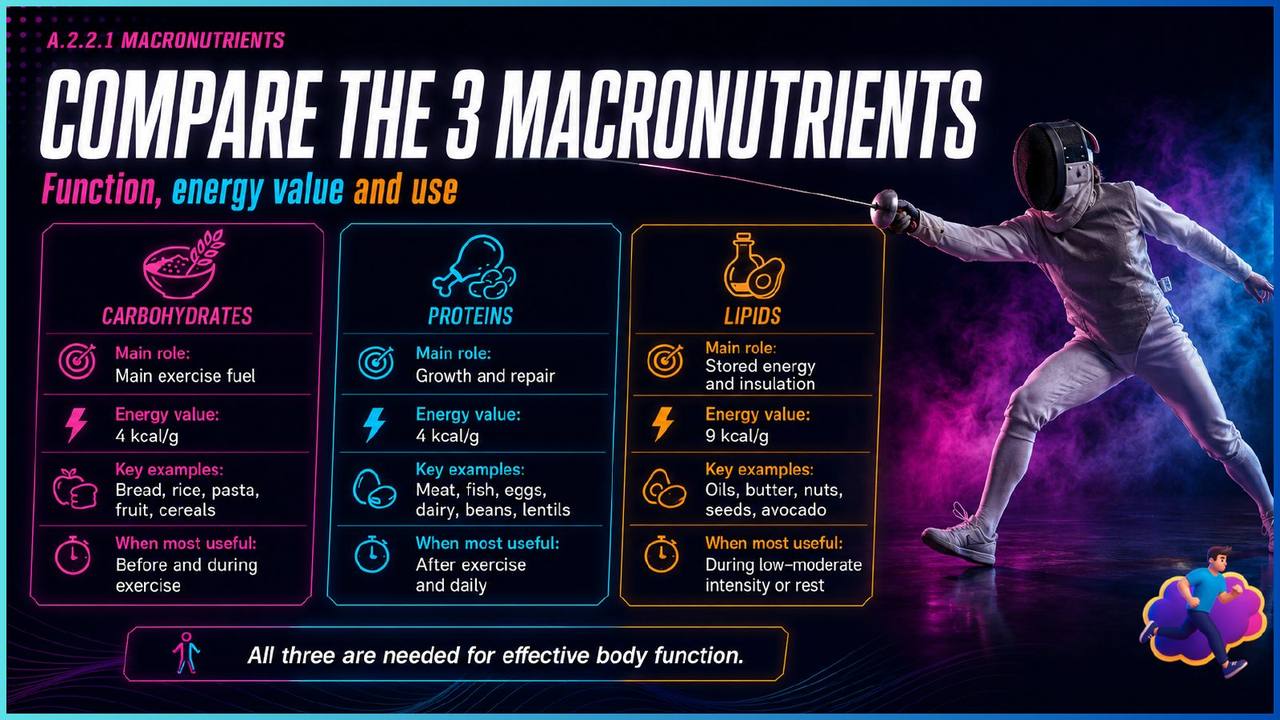 A.2.2.1 MACRONUTRIENTS
COMPARE THE 3 MACRONUTRIENTS
Function, energy value and use
CARBOHYDRATES
Main role:
Main exercise fuel
Energy value:
4 kcal/g
Key examples:
Bread, rice, pasta,
fruit, cereals
When most useful:
Before and during
exercise
PROTEINS
Main role:
Growth and repair
Energy value:
4 kcal/g
Key examples:
Meat, fish, eggs,
dairy, beans, lentils
When most useful:
After exercise
and daily
LIPIDS
Main role:
Stored energy
and insulation
Energy value:
9 kcal/g
Key examples:
Oils, butter, nuts,
seeds, avocado
When most useful:
During low–moderate
intensity or rest
All three are needed for effective body function.